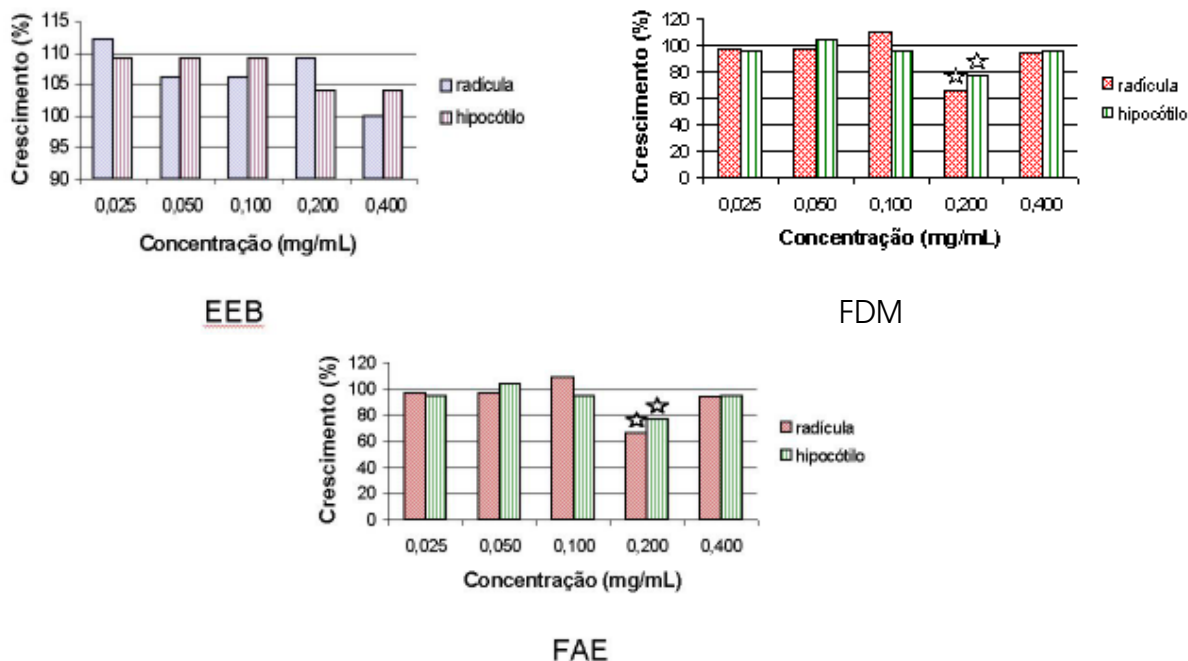 Crescimento (%)
115
110
105
100
95
90
0,025 0,050 0,100 0,200 0,400
Concentração (mg/mL)
radícula
hipocótilo
EEB
Crescimento (%)
120
100
80
60
40
20
0
0,025 0,050 0,100 0,200 0,400
Concentração (mg/mL)
radícula
hipocótilo
FDM
Crescimento (%)
120
100
80
60
40
20
0
0,025 0,050 0,100 0,200 0,400
Concentração (mg/mL)
radícula
hipocótilo
FAE